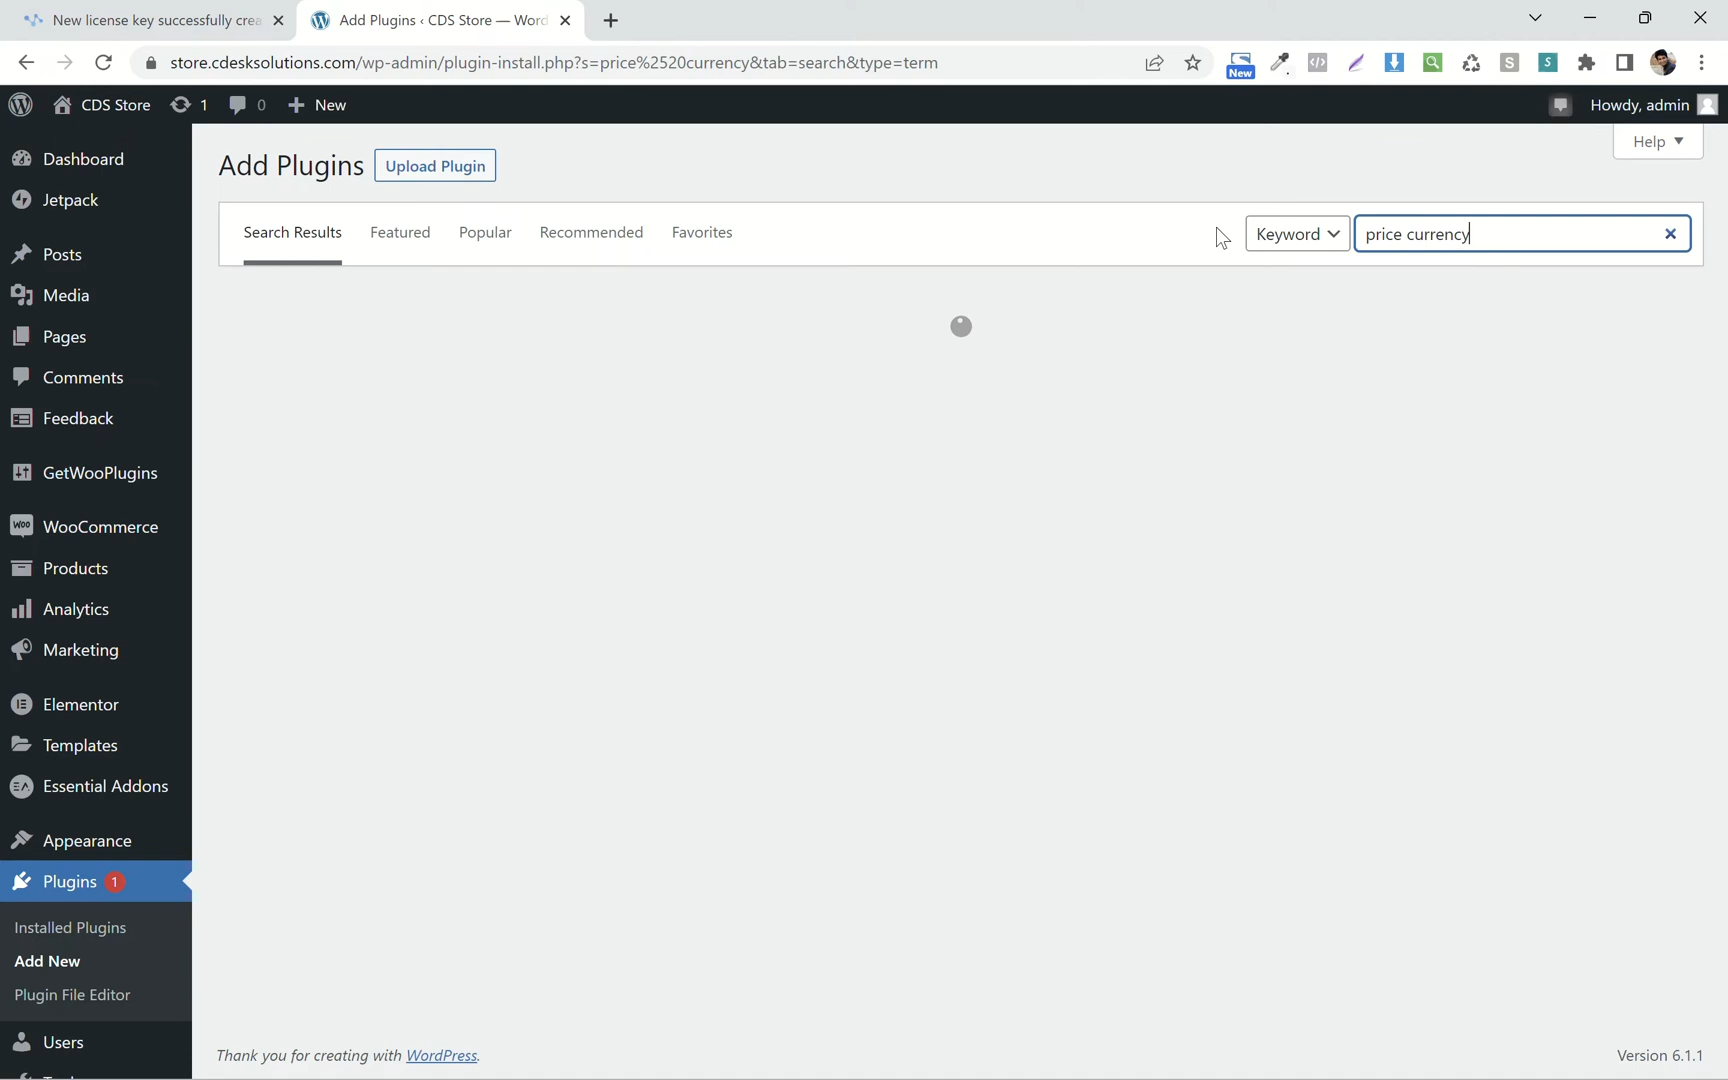 New license key successfully crea
Add Plugins ‹ CDS Store — Word
store.cdesksolutions.com/wp-admin/plugin-install.php?s=price%2520currency&tab=search&type=term
New
CDS Store
1
0
New
Howdy, admin
Help
Dashboard
Jetpack
Posts
Media
Pages
Comments
Feedback
GetWooPlugins
WooCommerce
Products
Analytics
Marketing
Elementor
Templates
Essential Addons
Appearance
Plugins 1
Installed Plugins
Add New
Plugin File Editor
Users
Add Plugins
Upload Plugin
Search Results
Featured
Popular
Recommended
Favorites
Keyword
price currency
Thank you for creating with WordPress.
Version 6.1.1